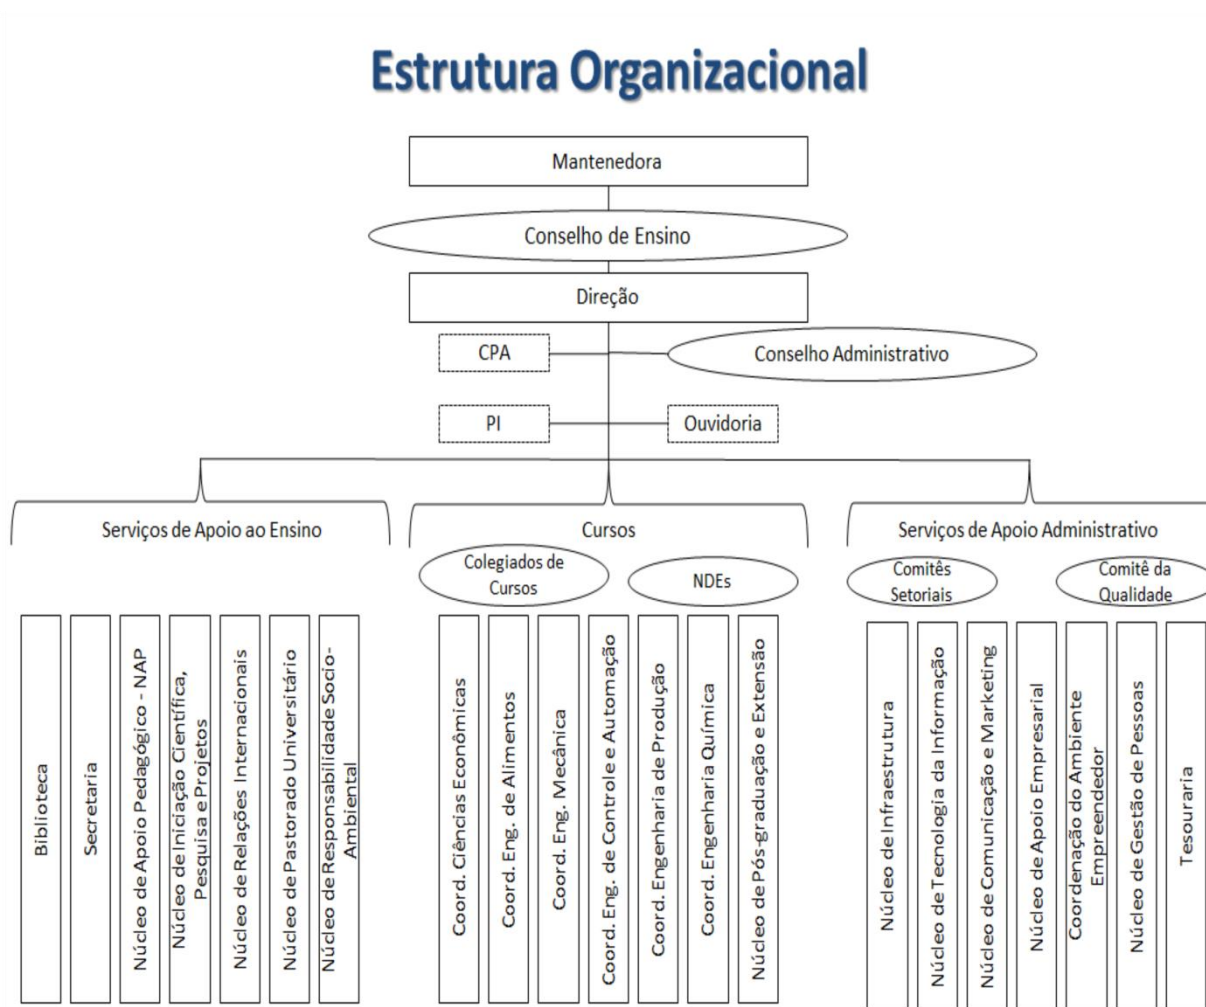 Estrutura Organizacional
Mantenedora
Conselho de Ensino
Direção
CPA
Conselho Administrativo
PI
Ouvidoria
Serviços de Apoio ao Ensino
Cursos
Serviços de Apoio Administrativo
Colegiados de
Cursos
NDEs
Comitês
Setoriais
Comitê da
Qualidade
Biblioteca
Secretaria
Núcleo de Apoio Pedagógico - NAP
Núcleo de Iniciação Científica,
Pesquisa e Projetos
Núcleo de Relações Internacionais
Núcleo de Pastorado Universitário
Núcleo de Responsabilidade Socio-
Ambiental
Coord. Ciências Econômicas
Coord. Eng. de Alimentos
Coord. Eng. Mecânica
Coord. Eng. de Controle e Automação
Coord. Engenharia de Produção
Coord. Engenharia Química
Núcleo de Pós-graduação e Extensão
Núcleo de Infraestrutura
Núcleo de Tecnologia da Informação
Núcleo de Comunicação e Marketing
Núcleo de Apoio Empresarial
Coordenação do Ambiente
Empreendedor
Núcleo de Gestão de Pessoas
Tesouraria